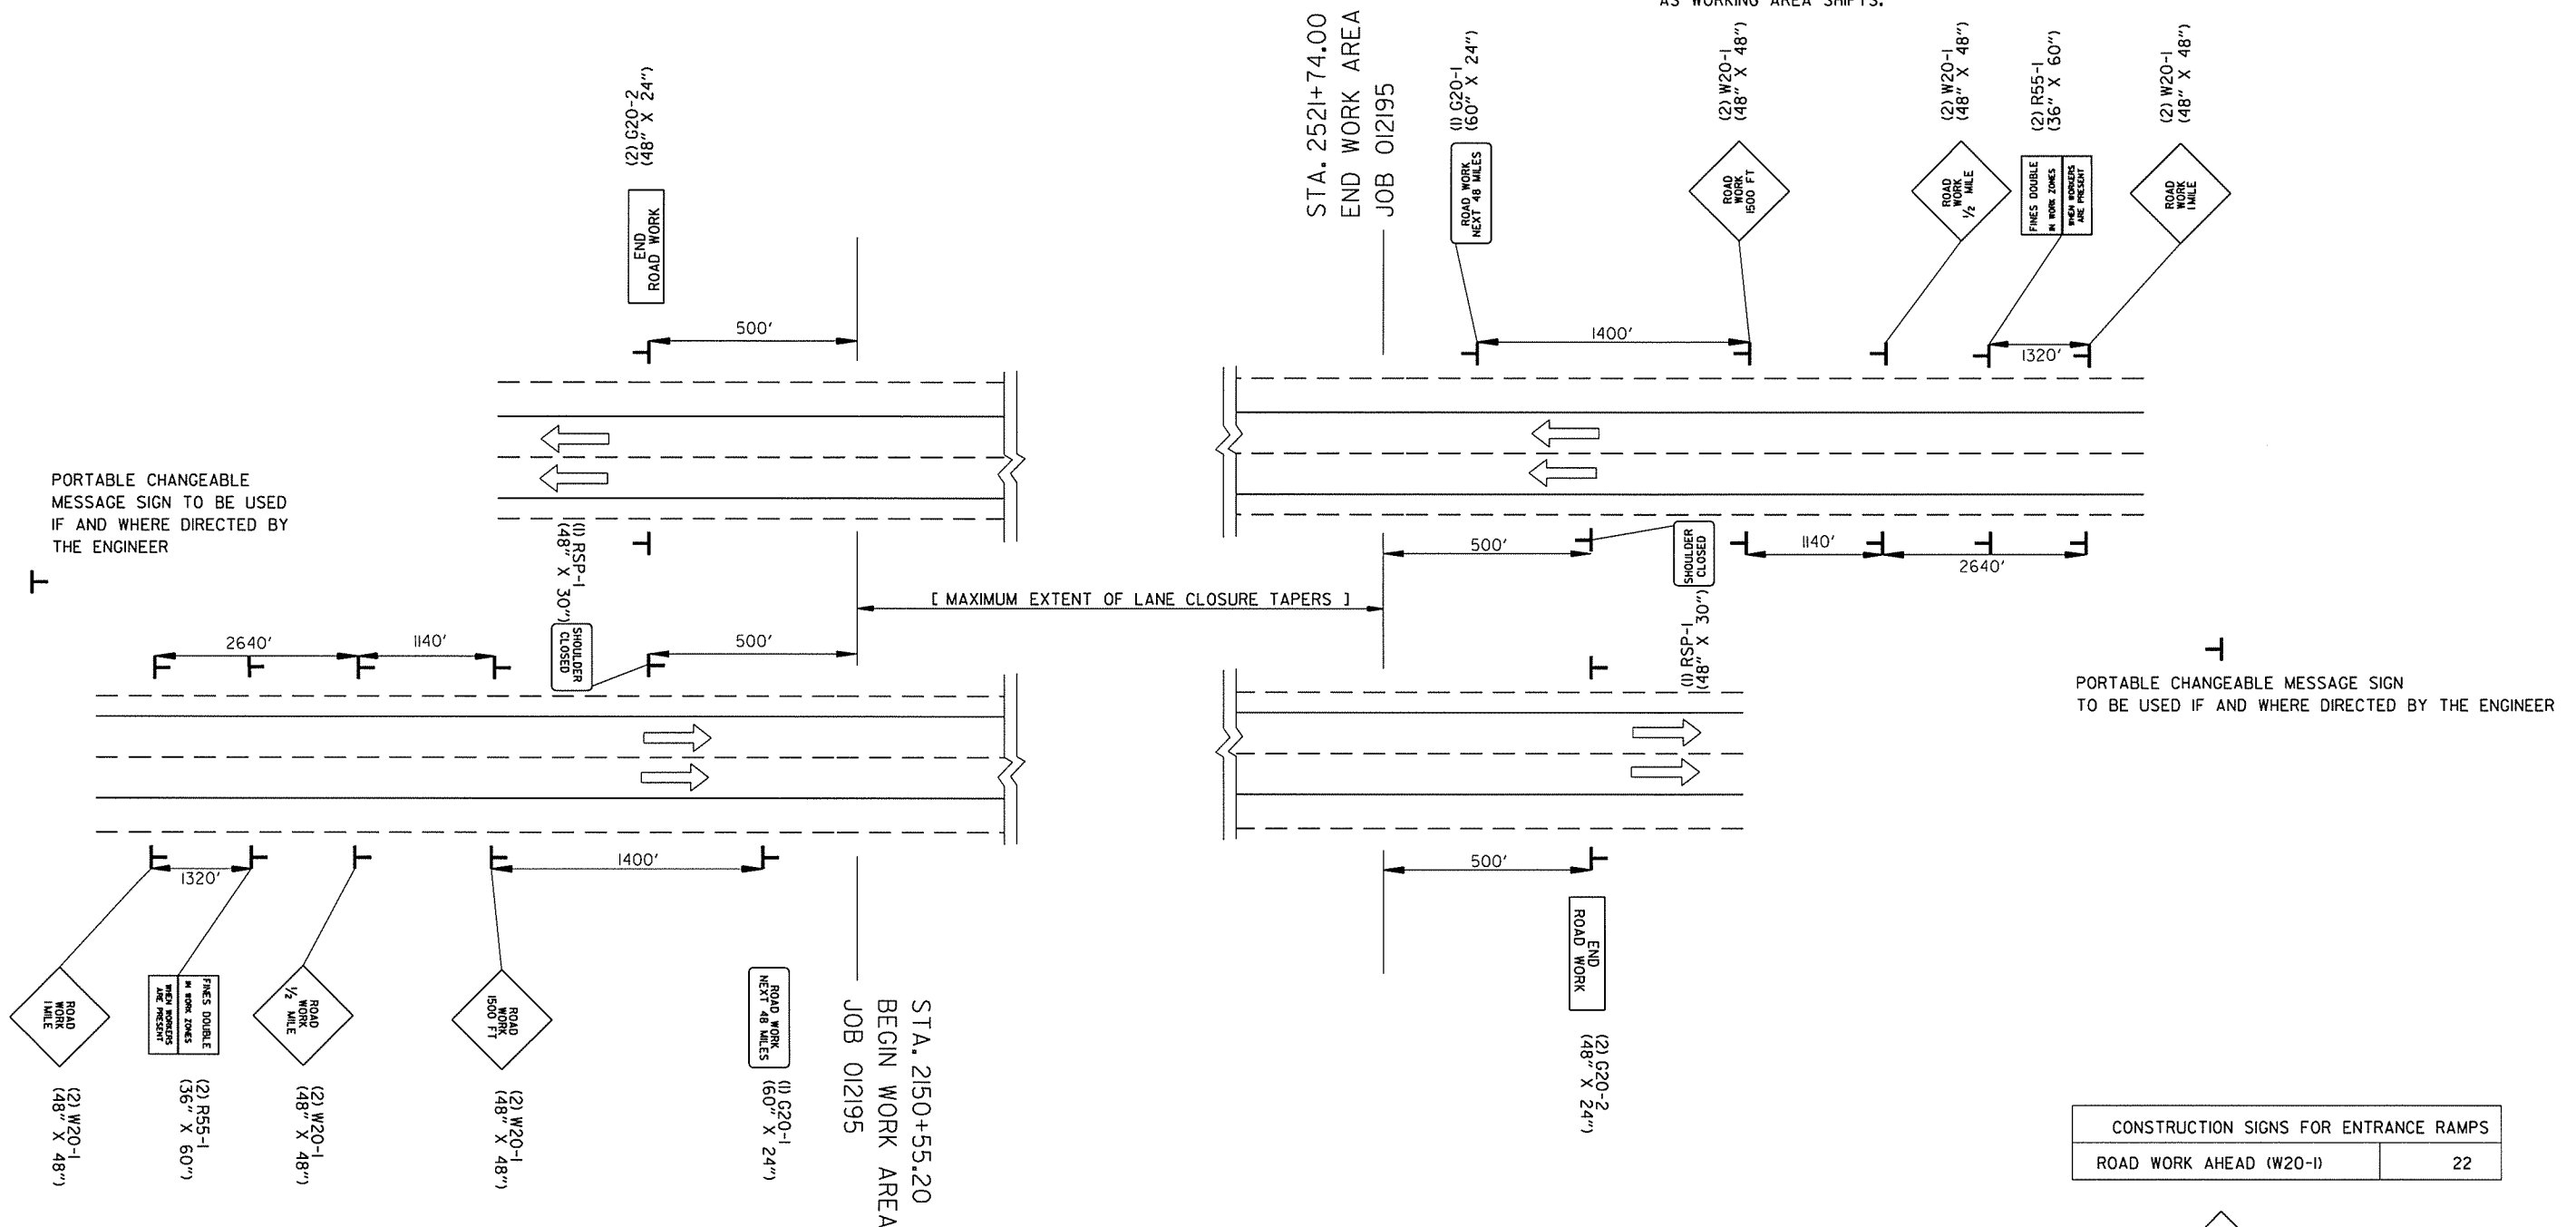 AS WORKING AREA SHIFTS.
(2) G20-2
(48" X 24")
END
ROAD WORK
500'
STA. 2521+74.00
END WORK AREA
JOB 012195
(1) G20-1
(60" X 24")
ROAD WORK
NEXT 48 MILES
(2) W20-1
(48" X 48")
ROAD
WORK
1500 FT
(2) W20-1
(48" X 48")
ROAD
WORK
1/2 MILE
(2) R55-1
(36" X 60")
FINES DOUBLE
IN WORK ZONES
WHEN WORKERS
ARE PRESENT
(2) W20-1
(48" X 48")
ROAD
WORK
1 MILE
1400'
1320'
PORTABLE CHANGEABLE
MESSAGE SIGN TO BE USED
IF AND WHERE DIRECTED BY
THE ENGINEER
(1) RSP-1
(48" X 30")
SHOULDER
CLOSED
500'
SHOULDER
CLOSED
(1) RSP-1
(48" X 30")
1140'
2640'
[ MAXIMUM EXTENT OF LANE CLOSURE TAPERS ]
2640'
1140'
500'
PORTABLE CHANGEABLE MESSAGE SIGN
TO BE USED IF AND WHERE DIRECTED BY THE ENGINEER
1320'
1400'
500'
ROAD
WORK
1 MILE
(2) W20-1
(48" X 48")
FINES DOUBLE
IN WORK ZONES
WHEN WORKERS
ARE PRESENT
(2) R55-1
(36" X 60")
ROAD
WORK
1/2 MILE
(2) W20-1
(48" X 48")
ROAD
WORK
1500 FT
(2) W20-1
(48" X 48")
ROAD WORK
NEXT 48 MILES
(1) G20-1
(60" X 24")
STA. 2150+55.20
BEGIN WORK AREA
JOB 012195
END
ROAD WORK
(2) G20-2
(48" X 24")
CONSTRUCTION SIGNS FOR ENTRANCE RAMPS
ROAD WORK AHEAD (W20-1) 22